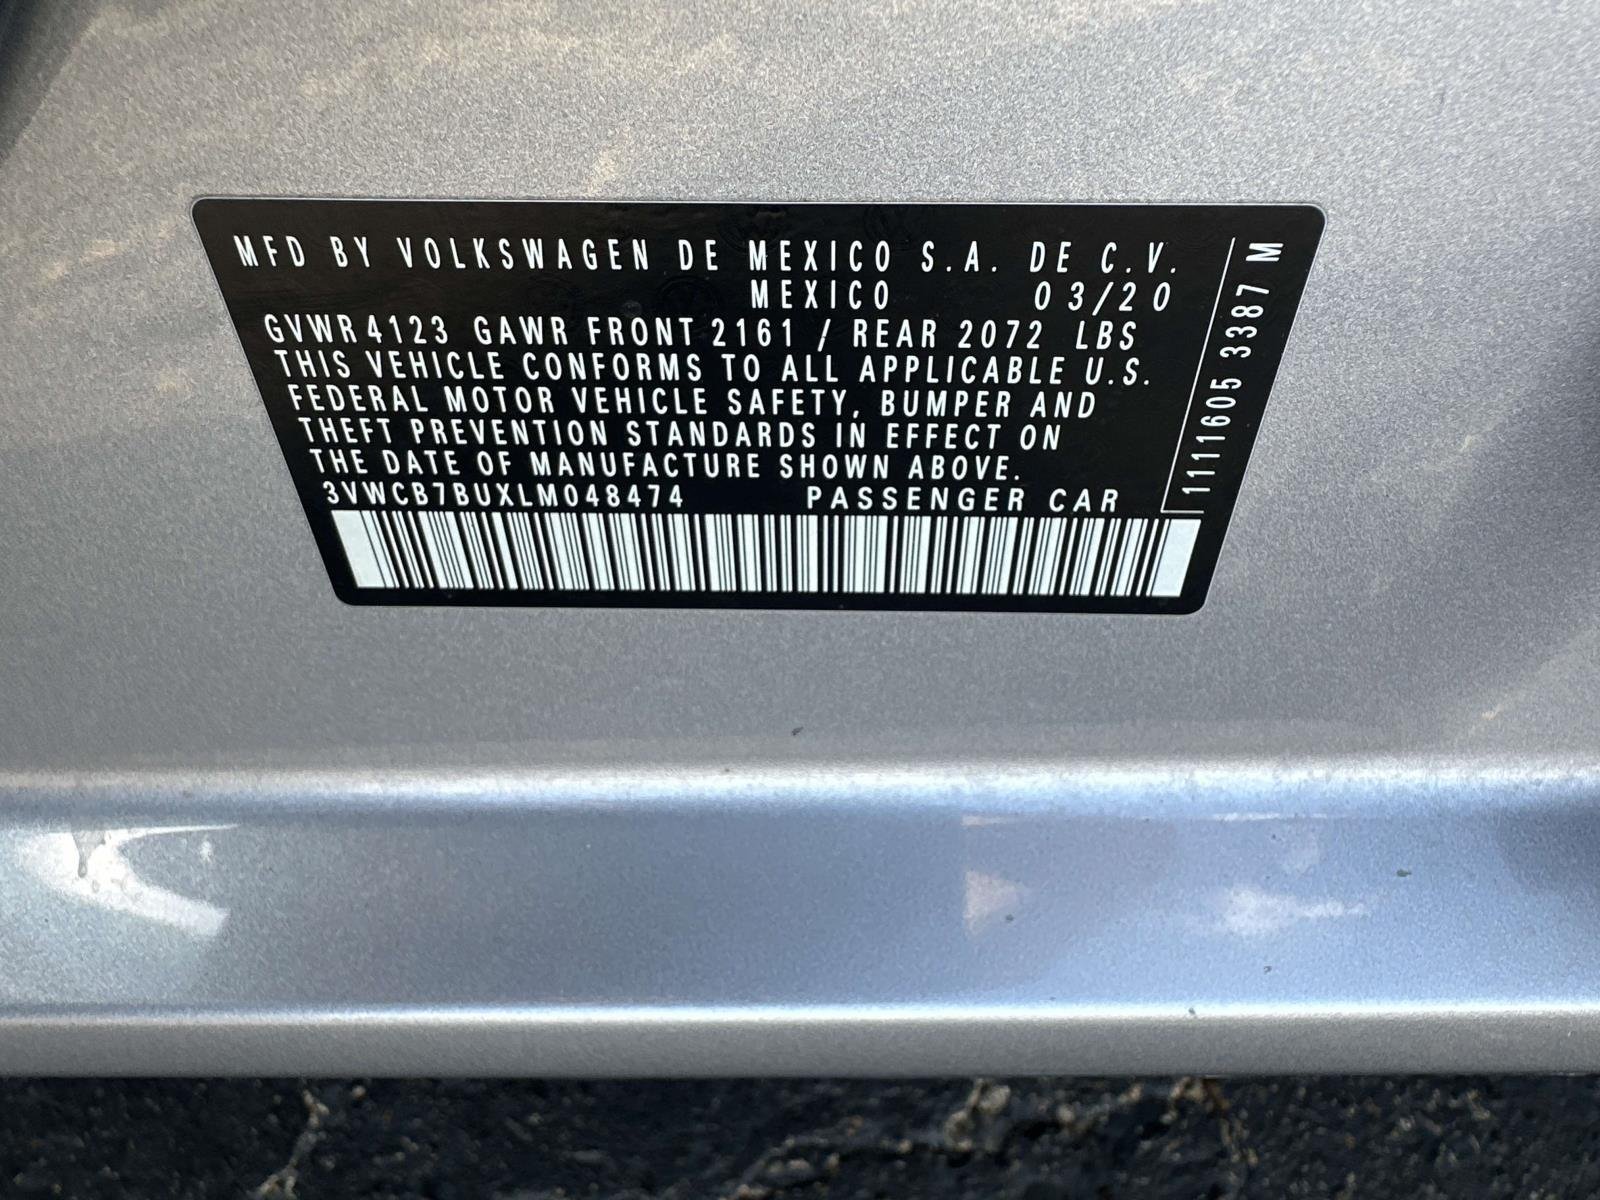 MFD BY VOLKSWAGEN DE MEXICO S.A. DE C.V.
MEXICO 03/20
GVWR 4123 GAWR FRONT 2161 / REAR 2072 LBS
THIS VEHICLE CONFORMS TO ALL APPLICABLE U.S.
FEDERAL MOTOR VEHICLE SAFETY, BUMPER AND
THEFT PREVENTION STANDARDS IN EFFECT ON
THE DATE OF MANUFACTURE SHOWN ABOVE.
3VWCB7BUXLM048474 PASSENGER CAR
1111605 3387 M